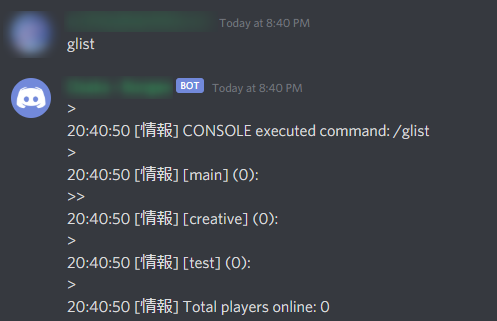 Today at 8:40 PM
glist
BOT Today at 8:40 PM
>
20:40:50 [情報] CONSOLE executed command: /glist
>
20:40:50 [情報] [main] (0):
>>
20:40:50 [情報] [creative] (0):
>
20:40:50 [情報] [test] (0):
>
20:40:50 [情報] Total players online: 0